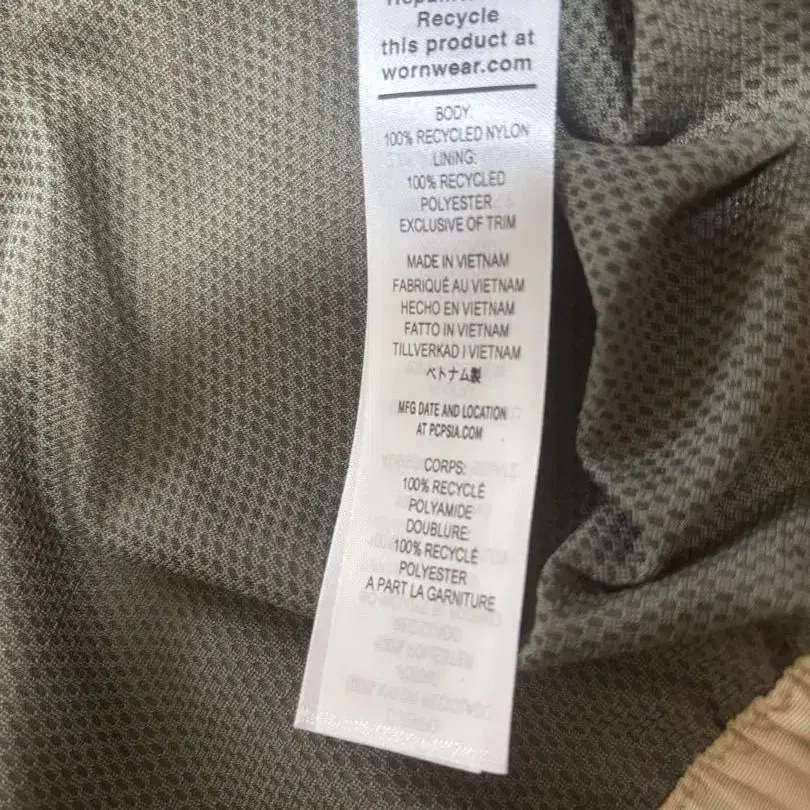 Recycle
this product at
wornwear.com
BODY:
100% RECYCLED NYLON
LINING:
100% RECYCLED
POLYESTER
EXCLUSIVE OF TRIM
MADE IN VIETNAM
FABRIQUÉ AU VIETNAM
HECHO EN VIETNAM
FATTO IN VIETNAM
TILLVERKAD I VIETNAM
ベトナム製
MFG DATE AND LOCATION
AT PCPSIA.COM
CORPS:
100% RECYCLÉ
POLYAMIDE
DOUBLURE:
100% RECYCLÉ
POLYESTER
A PART LA GARNITURE